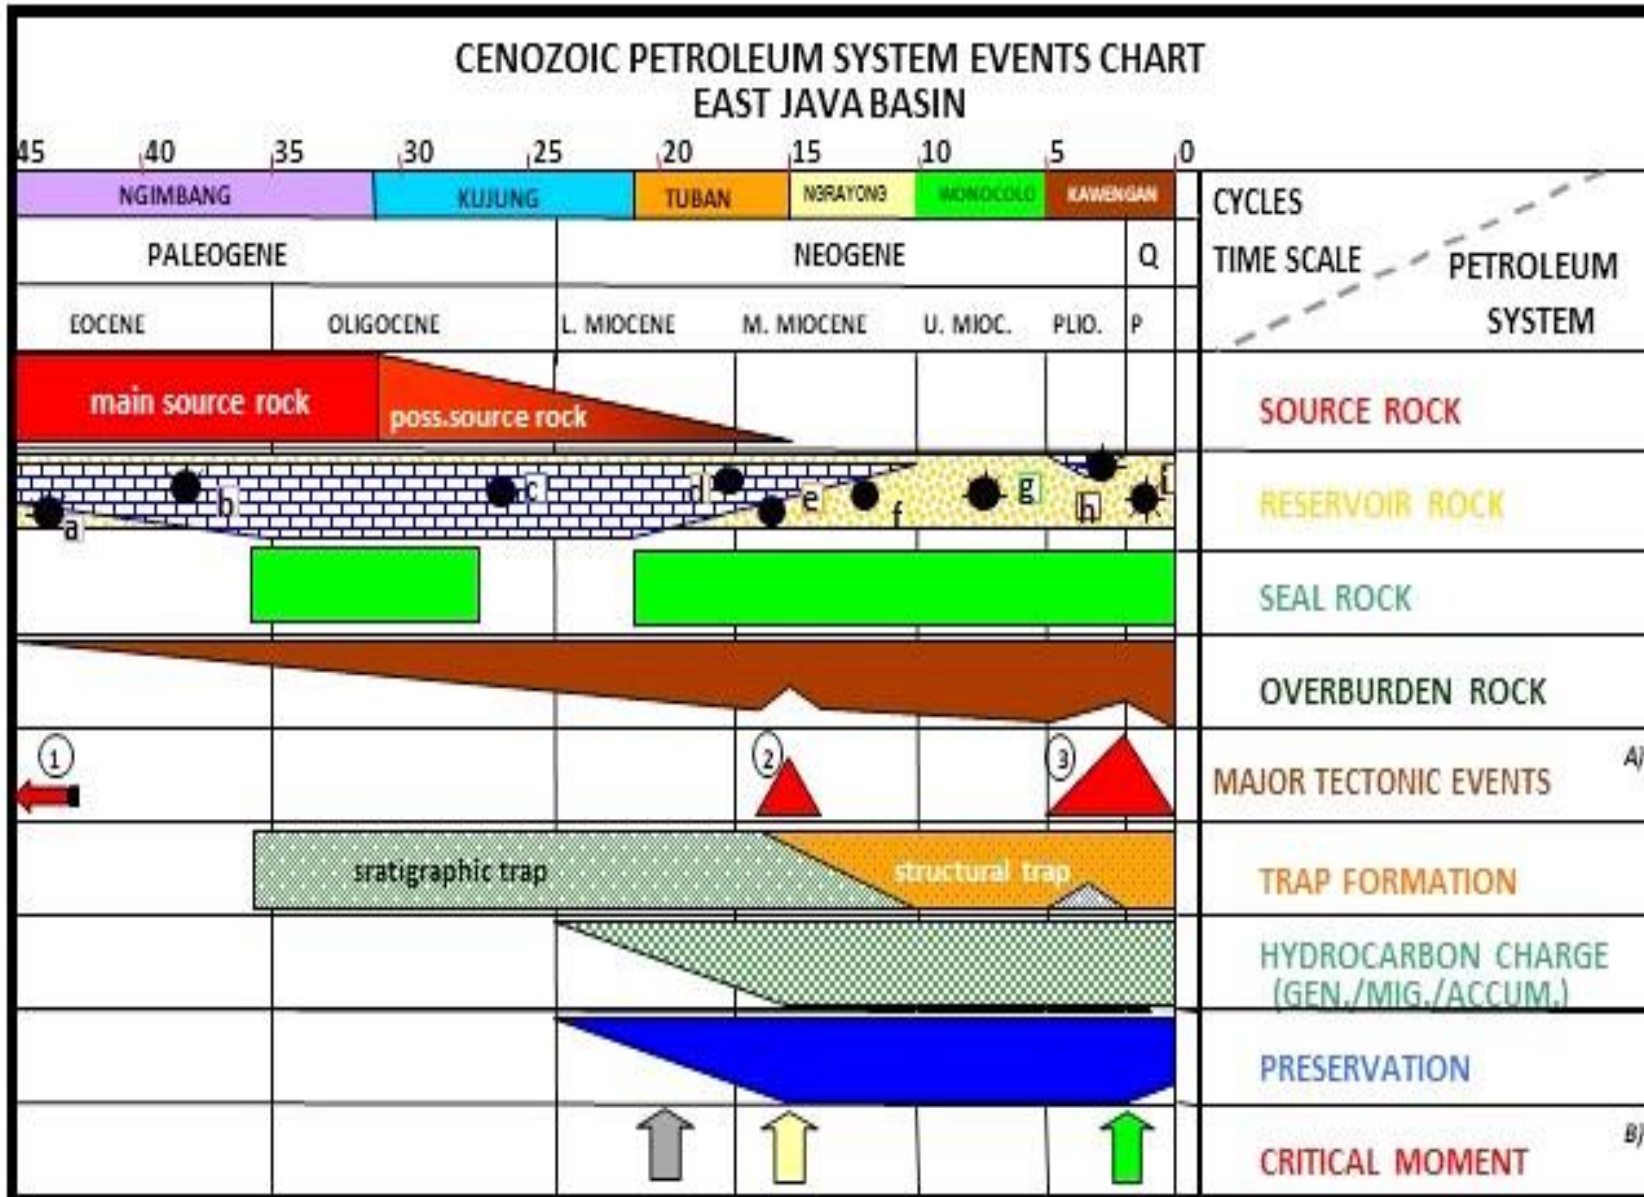 CENOZOIC PETROLEUM SYSTEM EVENTS CHART
EAST JAVA BASIN
45 40 35 30 25 20 15 10 5 0
NGIMBANG KUJUNG TUBAN NGRAYONG WONOCOLO KAWENGAN
CYCLES
PALEOGENE NEOGENE Q
TIME SCALE
PETROLEUM
SYSTEM
EOCENE OLIGOCENE L. MIOCENE M. MIOCENE U. MIOC. PLIO. P
main source rock
poss.source rock
SOURCE ROCK
a b c d e f g h
RESERVOIR ROCK
SEAL ROCK
OVERBURDEN ROCK
1 2 3
MAJOR TECTONIC EVENTS A)
sratigraphic trap
structural trap
TRAP FORMATION
HYDROCARBON CHARGE
(GEN./MIG./ACCUM.)
PRESERVATION
CRITICAL MOMENT B)